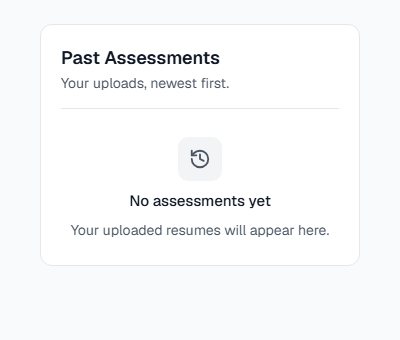 Past Assessments
Your uploads, newest first.
No assessments yet
Your uploaded resumes will appear here.